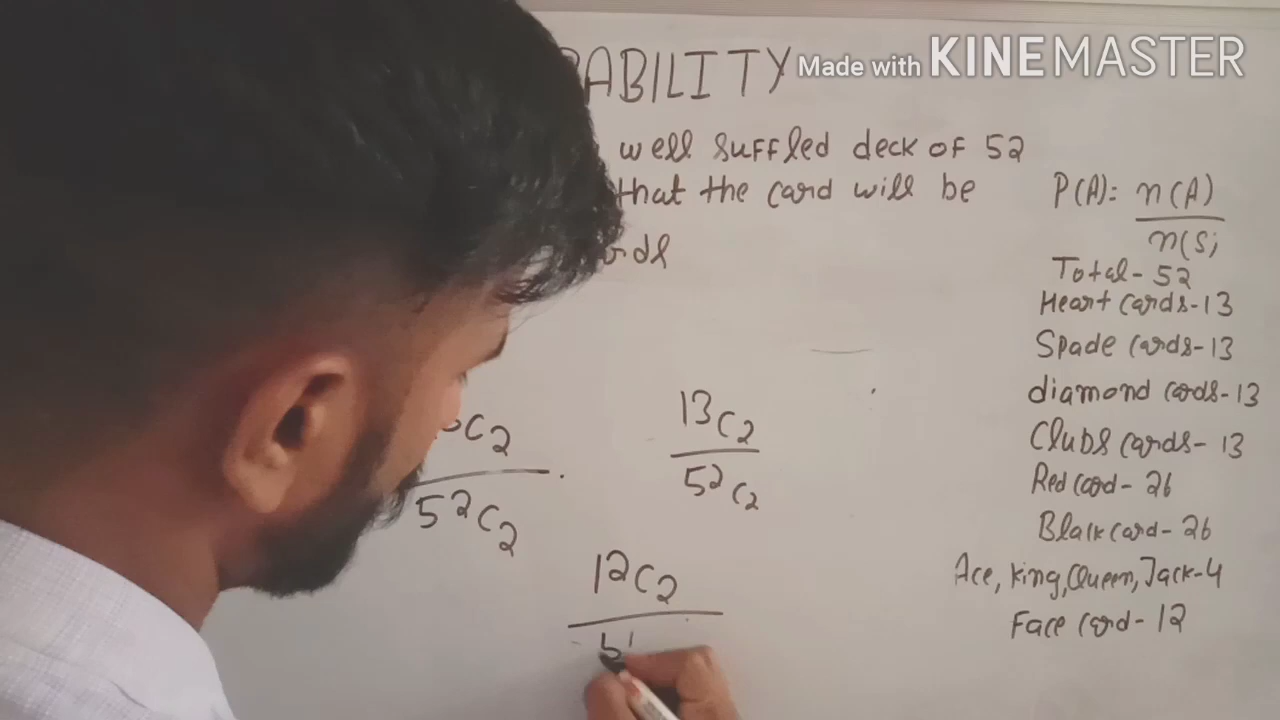 Made with KINEMASTER
ABILITY
well suffled deck of 52
that the card will be
P(A): n(A)
n(S)
Total - 52
Heart cards - 13
Spade cards - 13
diamond cards - 13
Clubs cards - 13
Red card - 26
Black card - 26
Ace, King, Queen, Jack - 4
Face card - 12
C2
52C2
13C2
52C2
12C2
5